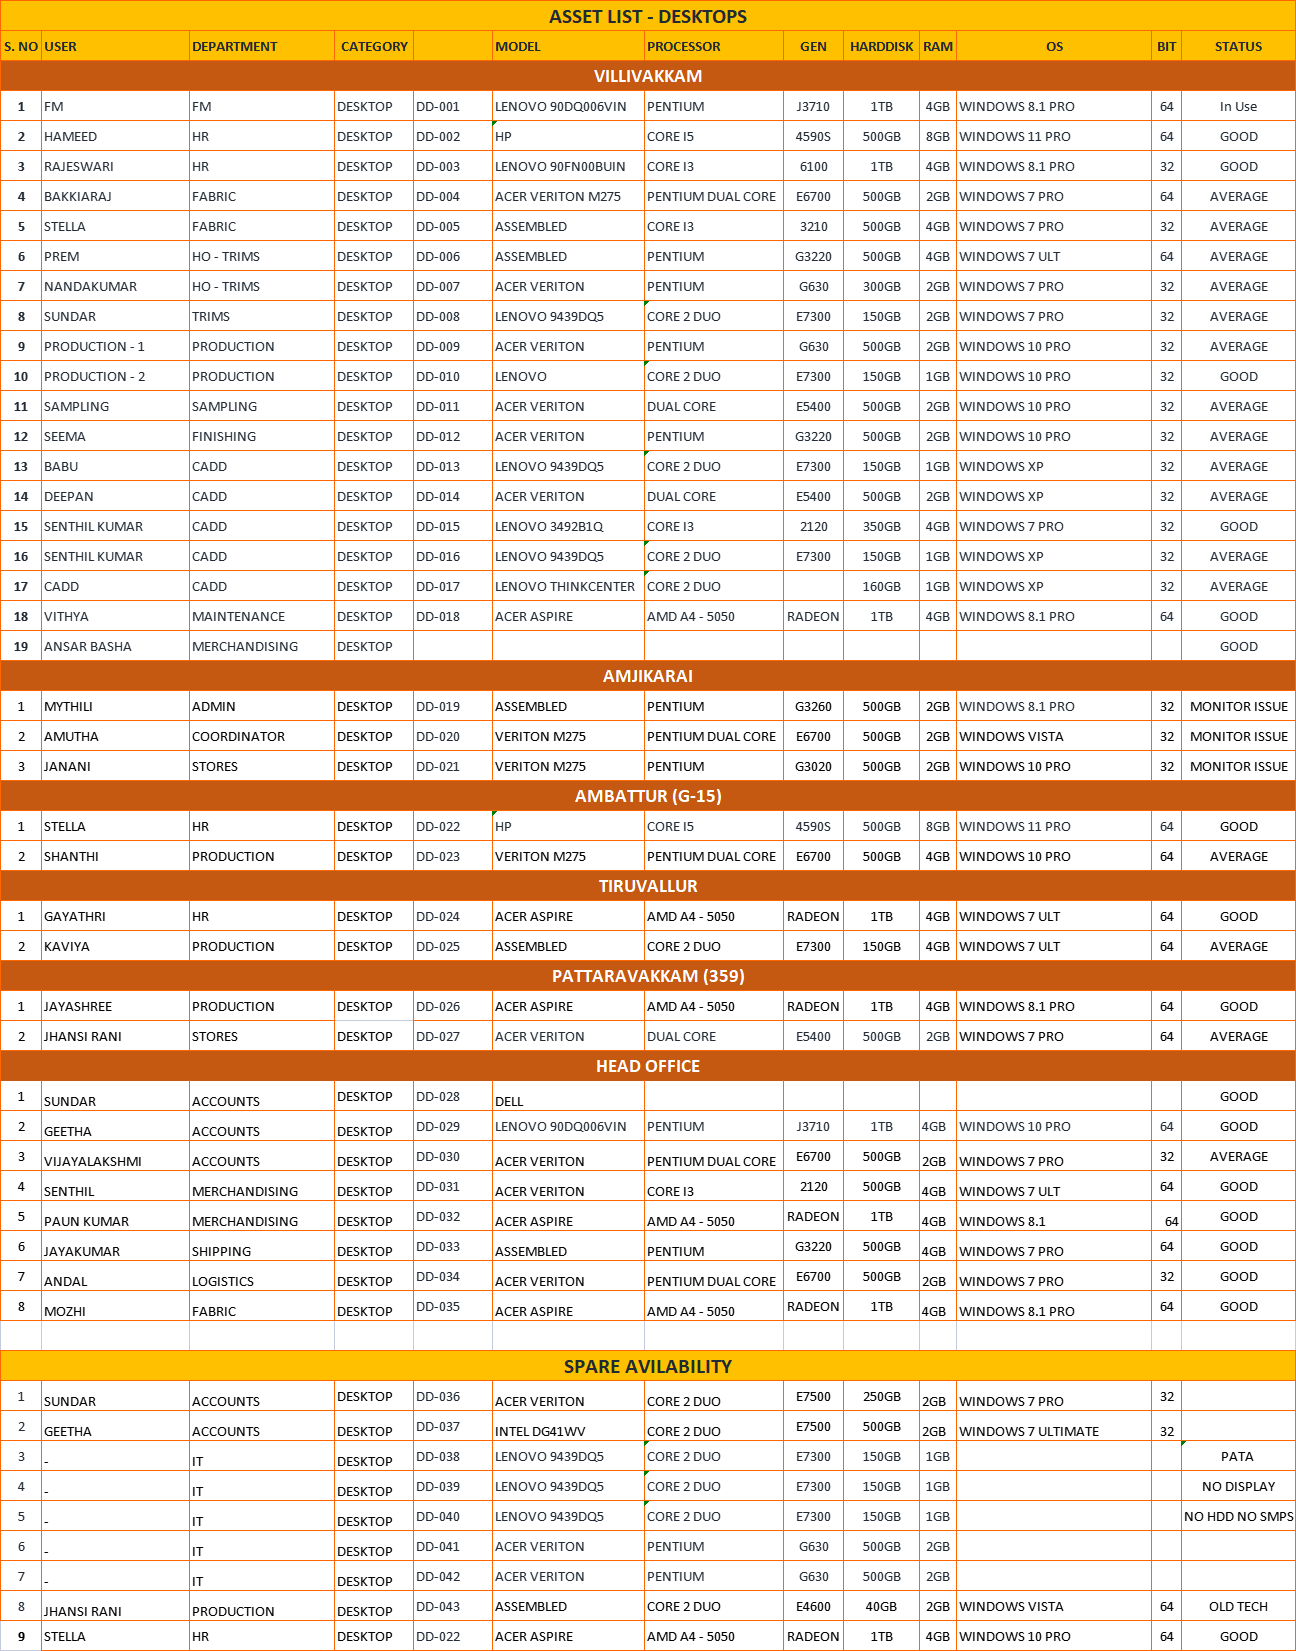 ASSET LIST - DESKTOPS
S. NO USER DEPARTMENT CATEGORY MODEL PROCESSOR GEN HARDDISK RAM OS BIT STATUS
VILLIVAKKAM
1 FM FM DESKTOP DD-001 LENOVO 90DQ006VIN PENTIUM J3710 1TB 4GB WINDOWS 8.1 PRO 64 In Use
2 HAMEED HR DESKTOP DD-002 HP CORE I5 4590S 500GB 8GB WINDOWS 11 PRO 64 GOOD
3 RAJESWARI HR DESKTOP DD-003 LENOVO 90FN00BUIN CORE I3 6100 1TB 4GB WINDOWS 8.1 PRO 32 GOOD
4 BAKKIARAJ FABRIC DESKTOP DD-004 ACER VERITON M275 PENTIUM DUAL CORE E6700 500GB 2GB WINDOWS 7 PRO 64 AVERAGE
5 STELLA FABRIC DESKTOP DD-005 ASSEMBLED CORE I3 3210 500GB 4GB WINDOWS 7 PRO 32 AVERAGE
6 PREM HO - TRIMS DESKTOP DD-006 ASSEMBLED PENTIUM G3220 500GB 4GB WINDOWS 7 ULT 64 AVERAGE
7 NANDAKUMAR HO - TRIMS DESKTOP DD-007 ACER VERITON PENTIUM G630 300GB 2GB WINDOWS 7 PRO 32 AVERAGE
8 SUNDAR TRIMS DESKTOP DD-008 LENOVO 9439DQ5 CORE 2 DUO E7300 150GB 2GB WINDOWS 7 PRO 32 AVERAGE
9 PRODUCTION - 1 PRODUCTION DESKTOP DD-009 ACER VERITON PENTIUM G630 500GB 2GB WINDOWS 10 PRO 32 AVERAGE
10 PRODUCTION - 2 PRODUCTION DESKTOP DD-010 LENOVO CORE 2 DUO E7300 150GB 1GB WINDOWS 10 PRO 32 GOOD
11 SAMPLING SAMPLING DESKTOP DD-011 ACER VERITON DUAL CORE E5400 500GB 2GB WINDOWS 10 PRO 32 AVERAGE
12 SEEMA FINISHING DESKTOP DD-012 ACER VERITON PENTIUM G3220 500GB 2GB WINDOWS 10 PRO 32 AVERAGE
13 BABU CADD DESKTOP DD-013 LENOVO 9439DQ5 CORE 2 DUO E7300 150GB 1GB WINDOWS XP 32 AVERAGE
14 DEEPAN CADD DESKTOP DD-014 ACER VERITON DUAL CORE E5400 500GB 2GB WINDOWS XP 32 AVERAGE
15 SENTHIL KUMAR CADD DESKTOP DD-015 LENOVO 3492B1Q CORE I3 2120 350GB 4GB WINDOWS 7 PRO 32 GOOD
16 SENTHIL KUMAR CADD DESKTOP DD-016 LENOVO 9439DQ5 CORE 2 DUO E7300 150GB 1GB WINDOWS XP 32 AVERAGE
17 CADD CADD DESKTOP DD-017 LENOVO THINKCENTER CORE 2 DUO 160GB 1GB WINDOWS XP 32 AVERAGE
18 VITHYA MAINTENANCE DESKTOP DD-018 ACER ASPIRE AMD A4 - 5050 RADEON 1TB 4GB WINDOWS 8.1 PRO 64 GOOD
19 ANSAR BASHA MERCHANDISING DESKTOP GOOD
AMJIKARAI
1 MYTHILI ADMIN DESKTOP DD-019 ASSEMBLED PENTIUM G3260 500GB 2GB WINDOWS 8.1 PRO 32 MONITOR ISSUE
2 AMUTHA COORDINATOR DESKTOP DD-020 VERITON M275 PENTIUM DUAL CORE E6700 500GB 2GB WINDOWS VISTA 32 MONITOR ISSUE
3 JANANI STORES DESKTOP DD-021 VERITON M275 PENTIUM G3020 500GB 2GB WINDOWS 10 PRO 32 MONITOR ISSUE
AMBATTUR (G-15)
1 STELLA HR DESKTOP DD-022 HP CORE I5 4590S 500GB 8GB WINDOWS 11 PRO 64 GOOD
2 SHANTHI PRODUCTION DESKTOP DD-023 VERITON M275 PENTIUM DUAL CORE E6700 500GB 4GB WINDOWS 10 PRO 64 AVERAGE
TIRUVALLUR
1 GAYATHRI HR DESKTOP DD-024 ACER ASPIRE AMD A4 - 5050 RADEON 1TB 4GB WINDOWS 7 ULT 64 GOOD
2 KAVIYA PRODUCTION DESKTOP DD-025 ASSEMBLED CORE 2 DUO E7300 150GB 4GB WINDOWS 7 ULT 64 AVERAGE
PATTARAVAKKAM (359)
1 JAYASHREE PRODUCTION DESKTOP DD-026 ACER ASPIRE AMD A4 - 5050 RADEON 1TB 4GB WINDOWS 8.1 PRO 64 GOOD
2 JHANSI RANI STORES DESKTOP DD-027 ACER VERITON DUAL CORE E5400 500GB 2GB WINDOWS 7 PRO 64 AVERAGE
HEAD OFFICE
1 SUNDAR ACCOUNTS DESKTOP DD-028 DELL GOOD
2 GEETHA ACCOUNTS DESKTOP DD-029 LENOVO 90DQ006VIN PENTIUM J3710 1TB 4GB WINDOWS 10 PRO 64 GOOD
3 VIJAYALAKSHMI ACCOUNTS DESKTOP DD-030 ACER VERITON PENTIUM DUAL CORE E6700 500GB 2GB WINDOWS 7 PRO 32 AVERAGE
4 SENTHIL MERCHANDISING DESKTOP DD-031 ACER VERITON CORE I3 2120 500GB 4GB WINDOWS 7 ULT 64 GOOD
5 PAUN KUMAR MERCHANDISING DESKTOP DD-032 ACER ASPIRE AMD A4 - 5050 RADEON 1TB 4GB WINDOWS 8.1 64 GOOD
6 JAYAKUMAR SHIPPING DESKTOP DD-033 ASSEMBLED PENTIUM G3220 500GB 4GB WINDOWS 7 PRO 64 GOOD
7 ANDAL LOGISTICS DESKTOP DD-034 ACER VERITON PENTIUM DUAL CORE E6700 500GB 2GB WINDOWS 7 PRO 32 GOOD
8 MOZHI FABRIC DESKTOP DD-035 ACER ASPIRE AMD A4 - 5050 RADEON 1TB 4GB WINDOWS 8.1 PRO 64 GOOD
SPARE AVILABILITY
1 SUNDAR ACCOUNTS DESKTOP DD-036 ACER VERITON CORE 2 DUO E7500 250GB 2GB WINDOWS 7 PRO 32
2 GEETHA ACCOUNTS DESKTOP DD-037 INTEL DG41WV CORE 2 DUO E7500 500GB 2GB WINDOWS 7 ULTIMATE 32
3 - IT DESKTOP DD-038 LENOVO 9439DQ5 CORE 2 DUO E7300 150GB 1GB PATA
4 - IT DESKTOP DD-039 LENOVO 9439DQ5 CORE 2 DUO E7300 150GB 1GB NO DISPLAY
5 - IT DESKTOP DD-040 LENOVO 9439DQ5 CORE 2 DUO E7300 150GB 1GB NO HDD NO SMPS
6 - IT DESKTOP DD-041 ACER VERITON PENTIUM G630 500GB 2GB
7 - IT DESKTOP DD-042 ACER VERITON PENTIUM G630 500GB 2GB
8 JHANSI RANI PRODUCTION DESKTOP DD-043 ASSEMBLED CORE 2 DUO E4600 40GB 2GB WINDOWS VISTA 64 OLD TECH
9 STELLA HR DESKTOP DD-022 ACER ASPIRE AMD A4 - 5050 RADEON 1TB 4GB WINDOWS 10 PRO 64 GOOD